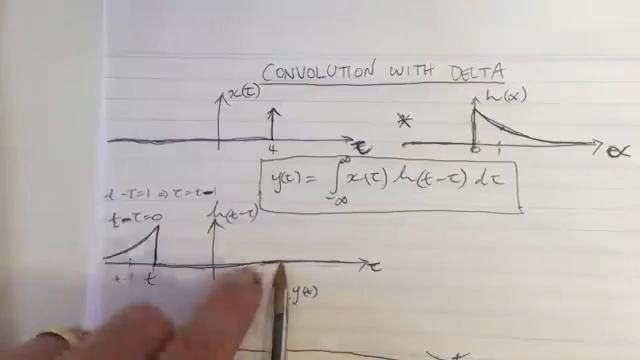 CONVOLUTION WITH DELTA
x(τ)
h(α)
*
4
τ
0
1
α
y(t) = ∫ x(τ) h(t-τ) dτ
∞
-∞
t-τ=1 ⇒ τ=t-1
t-τ=0
h(t-τ)
t-1
t
τ
y(t)
t